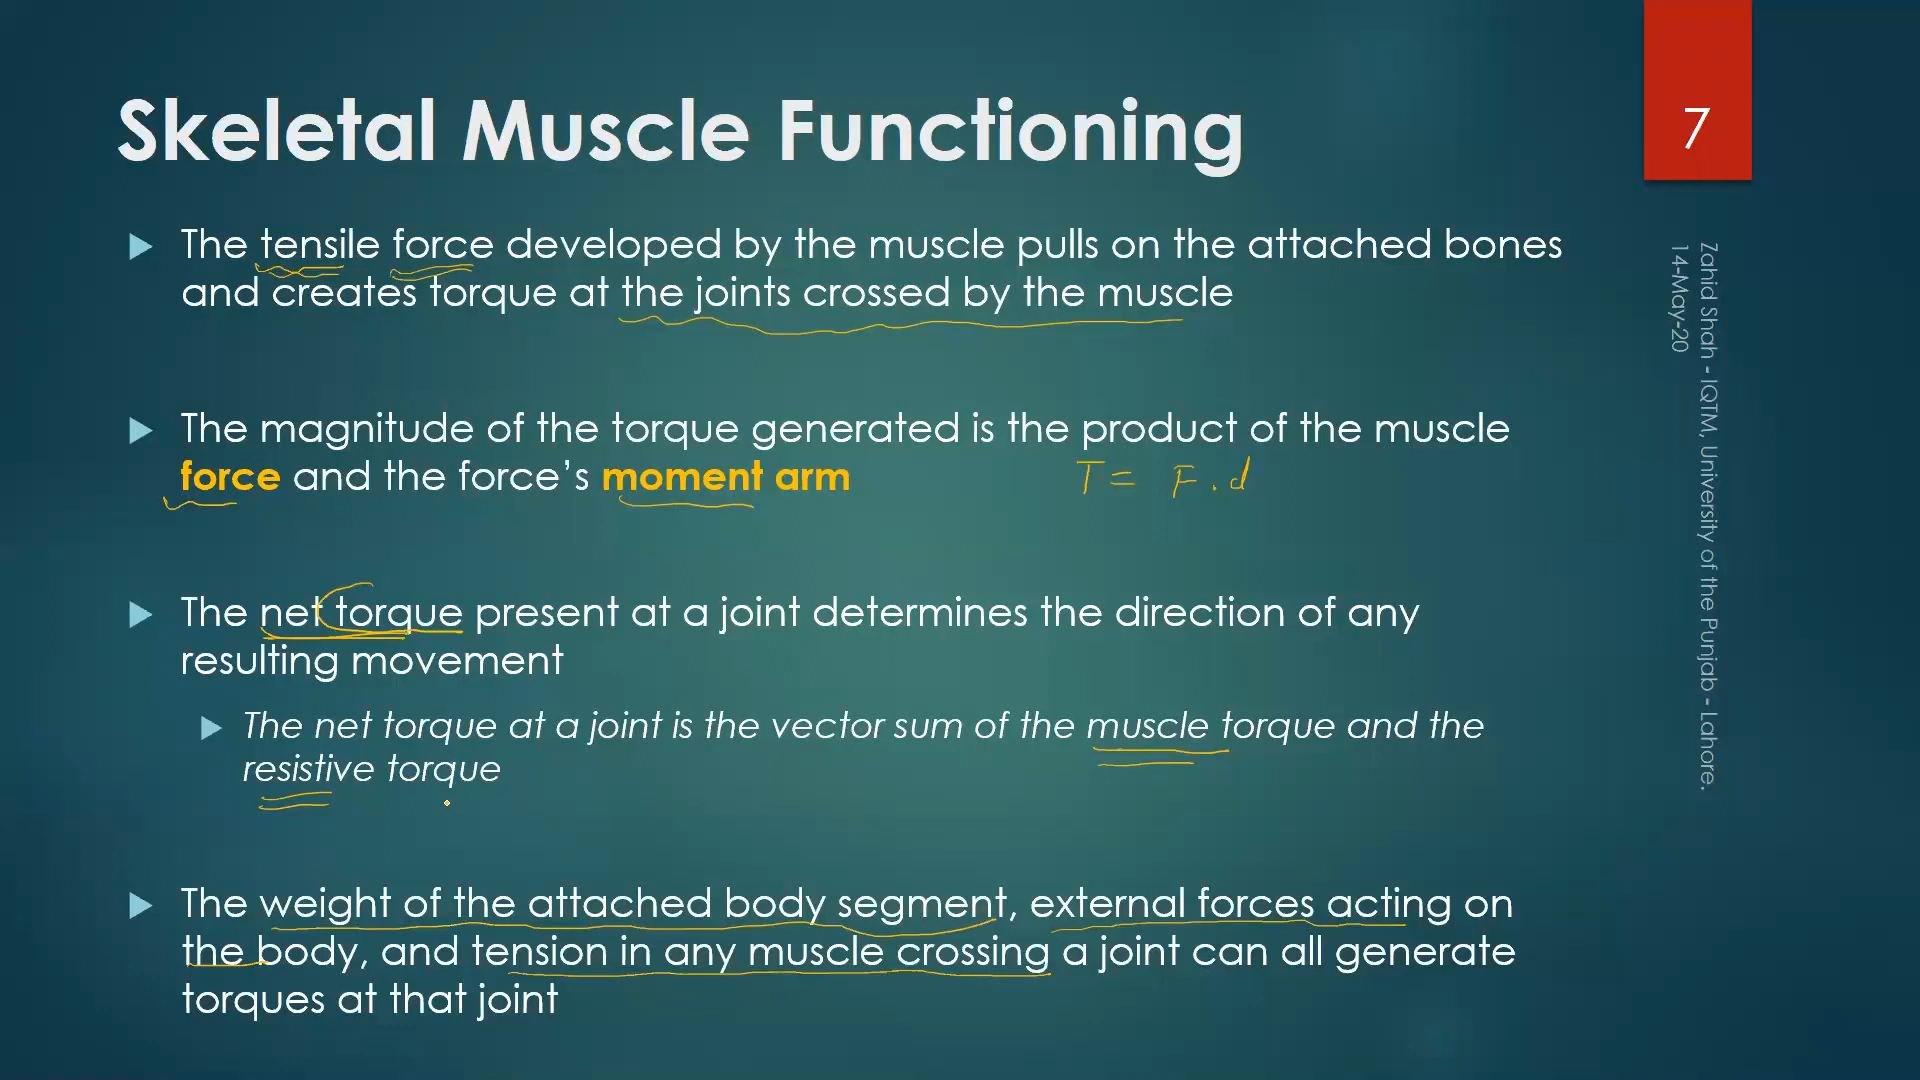 Skeletal Muscle Functioning
7
The tensile force developed by the muscle pulls on the attached bones
and creates torque at the joints crossed by the muscle
The magnitude of the torque generated is the product of the muscle
force and the force’s moment arm
T = F . d
The net torque present at a joint determines the direction of any
resulting movement
The net torque at a joint is the vector sum of the muscle torque and the
resistive torque
The weight of the attached body segment, external forces acting on
the body, and tension in any muscle crossing a joint can all generate
torques at that joint
Zahid Shah - IQTM, University of the Punjab - Lahore.
14-May-20